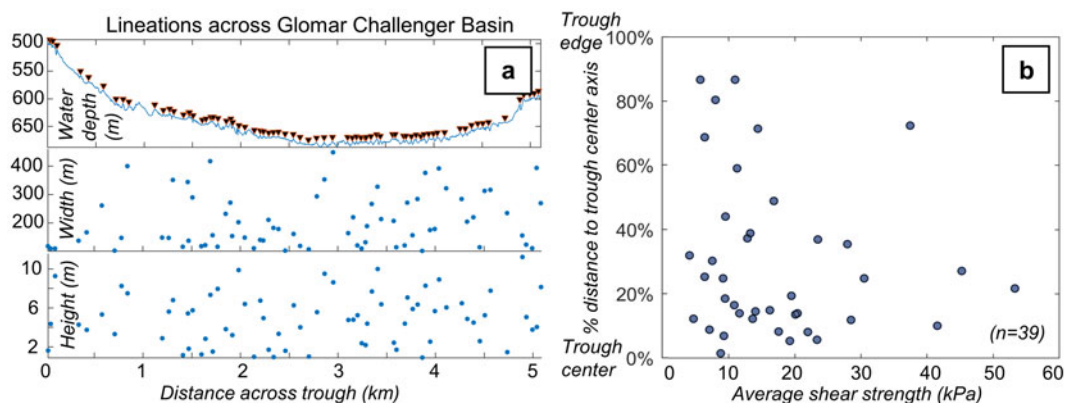 Lineations across Glomar Challenger Basin
a
500
550
600
650
Water
depth
(m)
400
300
200
Width (m)
10
8
6
4
2
Height (m)
0 1 2 3 4 5
Distance across trough (km)
Trough
edge
b
100%
80%
60%
40%
20%
0%
% distance to trough center axis
Trough
center
(n=39)
0 10 20 30 40 50 60
Average shear strength (kPa)